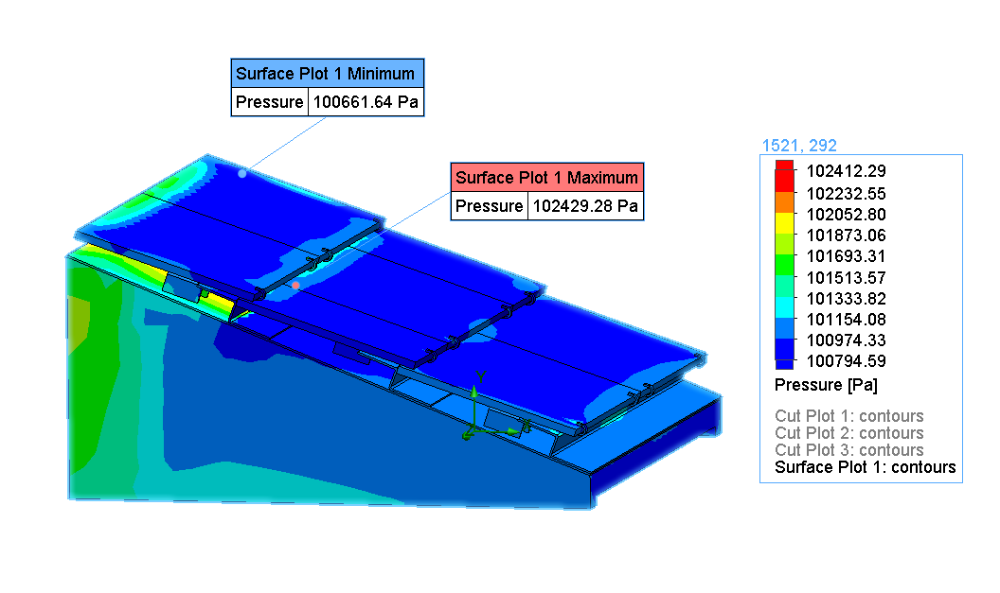 Surface Plot 1 Minimum
Pressure 100661.64 Pa
Surface Plot 1 Maximum
Pressure 102429.28 Pa
1521, 292
102412.29
102232.55
102052.80
101873.06
101693.31
101513.57
101333.82
101154.08
100974.33
100794.59
Pressure [Pa]
Cut Plot 1: contours
Cut Plot 2: contours
Cut Plot 3: contours
Surface Plot 1: contours
Y